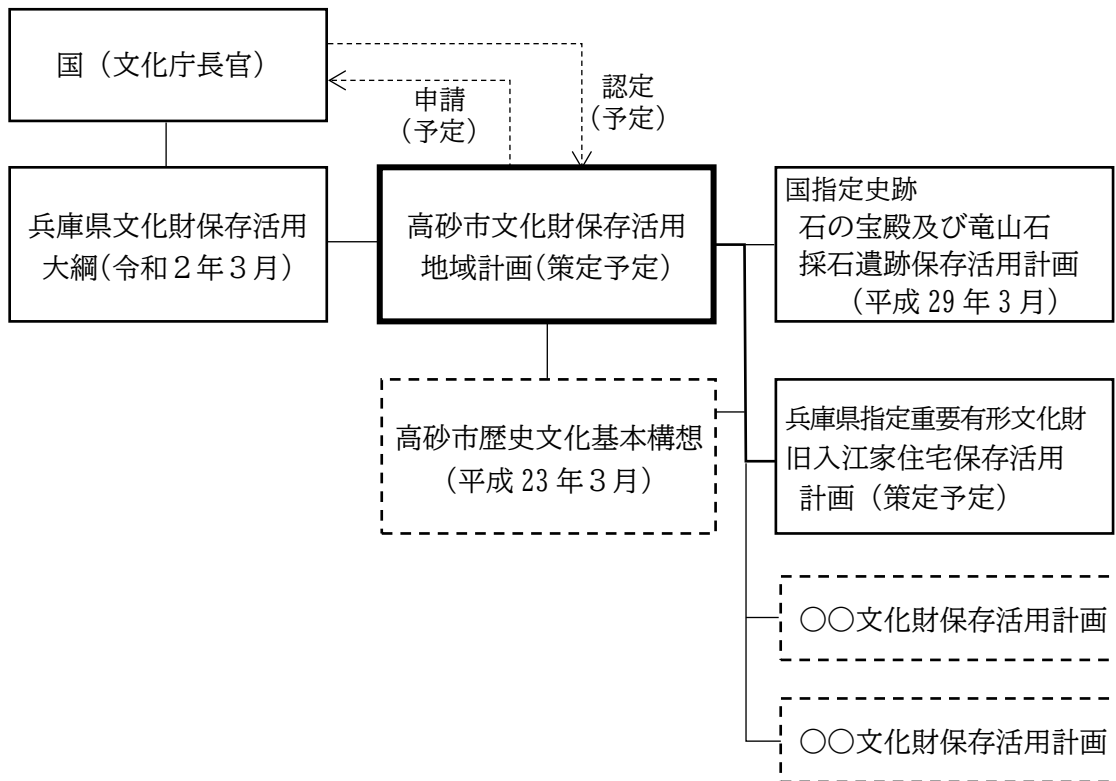 国（文化庁長官）
申請
（予定）
認定
（予定）
兵庫県文化財保存活用
大綱（令和２年３月）
高砂市文化財保存活用
地域計画（策定予定）
国指定史跡
石の宝殿及び竜山石
採石遺跡保存活用計画
（平成 29 年 3 月）
高砂市歴史文化基本構想
（平成 23 年３月）
兵庫県指定重要有形文化財
旧入江家住宅保存活用
計画（策定予定）
○○文化財保存活用計画
○○文化財保存活用計画